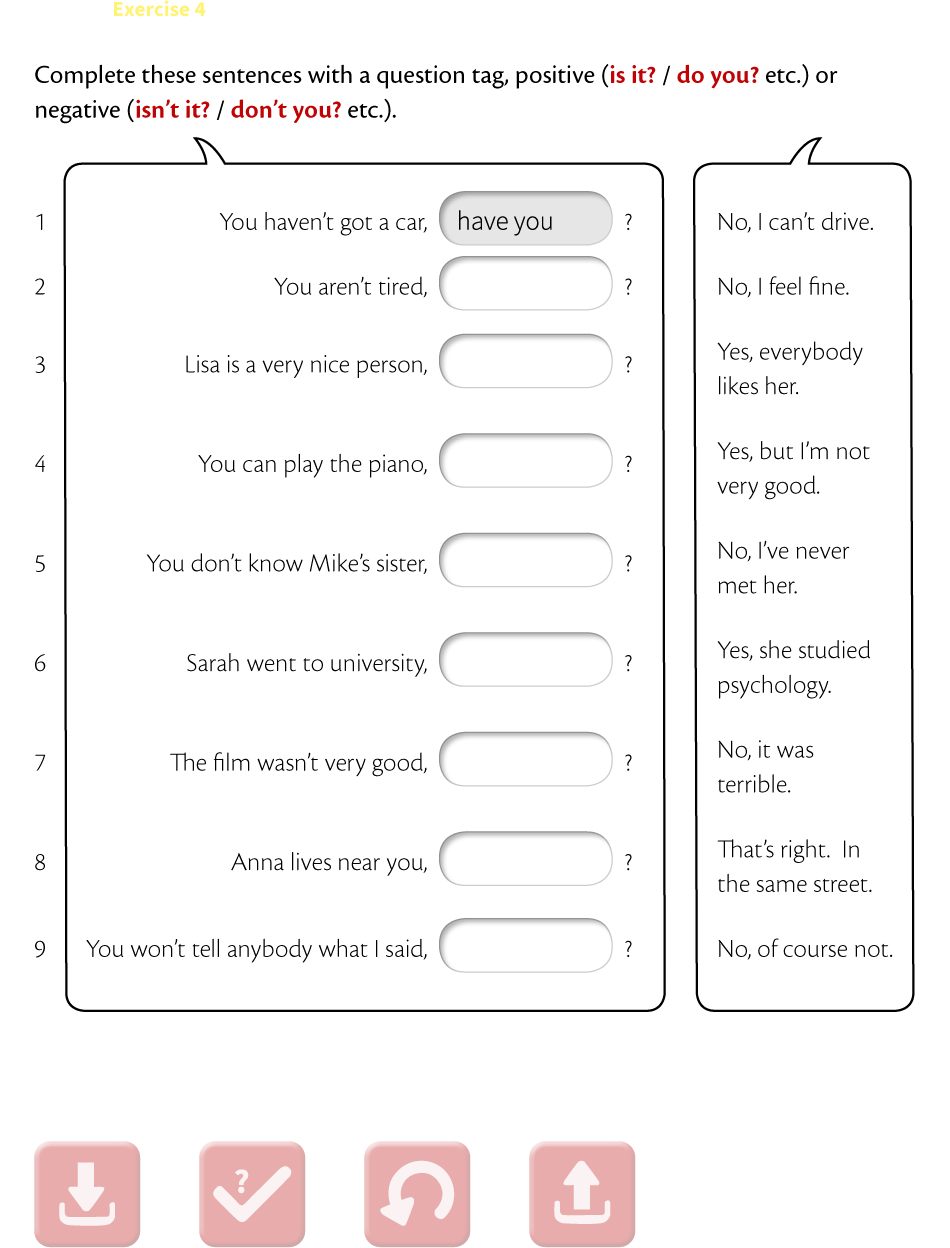 Exercise 4
Complete these sentences with a question tag, positive (is it? / do you? etc.) or
negative (isn’t it? / don’t you? etc.).
1 You haven’t got a car, have you ? No, I can’t drive.
2 You aren’t tired, ? No, I feel fine.
3 Lisa is a very nice person, ? Yes, everybody
likes her.
4 You can play the piano, ? Yes, but I’m not
very good.
5 You don’t know Mike’s sister, ? No, I’ve never
met her.
6 Sarah went to university, ? Yes, she studied
psychology.
7 The film wasn’t very good, ? No, it was
terrible.
8 Anna lives near you, ? That’s right. In
the same street.
9 You won’t tell anybody what I said, ? No, of course not.
?